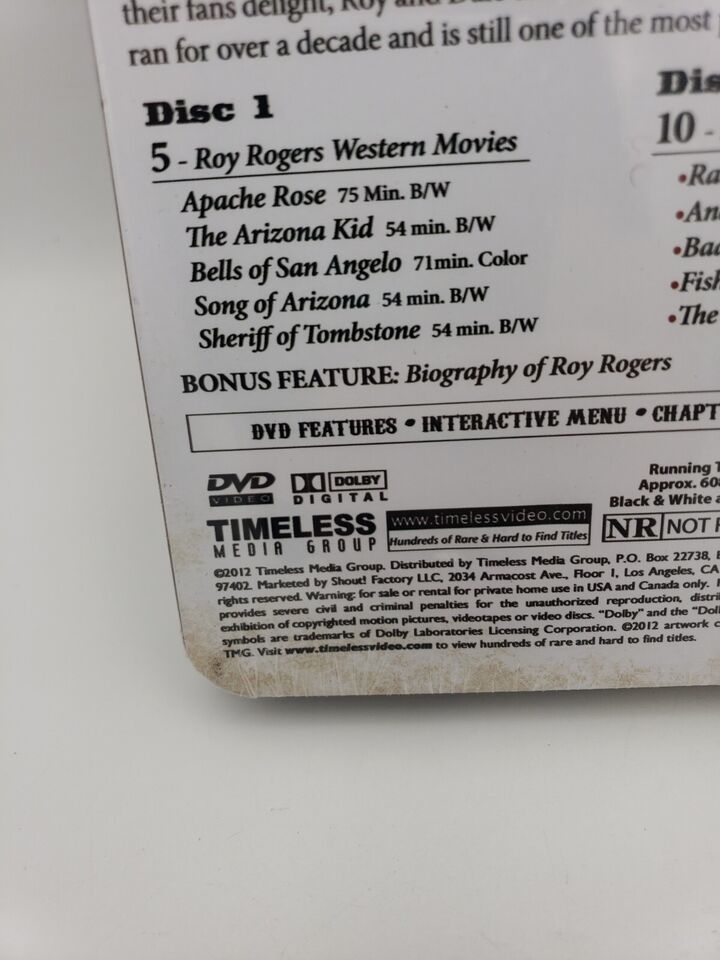 their fans delight, Roy and
ran for over a decade and is still one of the most
Disc 1
5 - Roy Rogers Western Movies
Apache Rose 75 Min. B/W
The Arizona Kid 54 min. B/W
Bells of San Angelo 71min. Color
Song of Arizona 54 min. B/W
Sheriff of Tombstone 54 min. B/W
BONUS FEATURE: Biography of Roy Rogers
Dis
10 -
•Ra
•An
•Bad
•Fish
•The
DVD FEATURES • INTERACTIVE MENU • CHAPT
DVD VIDEO
DOLBY DIGITAL
Running T
Approx. 608
Black & White a
TIMELESS
MEDIA GROUP
www.timelessvideo.com
Hundreds of Rare & Hard to Find Titles
NR NOT R
©2012 Timeless Media Group. Distributed by Timeless Media Group, P.O. Box 22738, E
97402. Marketed by Shout! Factory LLC, 2034 Armacost Ave., Floor 1, Los Angeles, CA
rights reserved. Warning: for sale or rental for private home use in USA and Canada only.
provides severe civil and criminal penalties for the unauthorized reproduction, distri
exhibition of copyrighted motion pictures, videotapes or video discs. "Dolby" and the "Dol
symbols are trademarks of Dolby Laboratories Licensing Corporation. ©2012 artwork c
TMG. Visit www.timelessvideo.com to view hundreds of rare and hard to find titles.